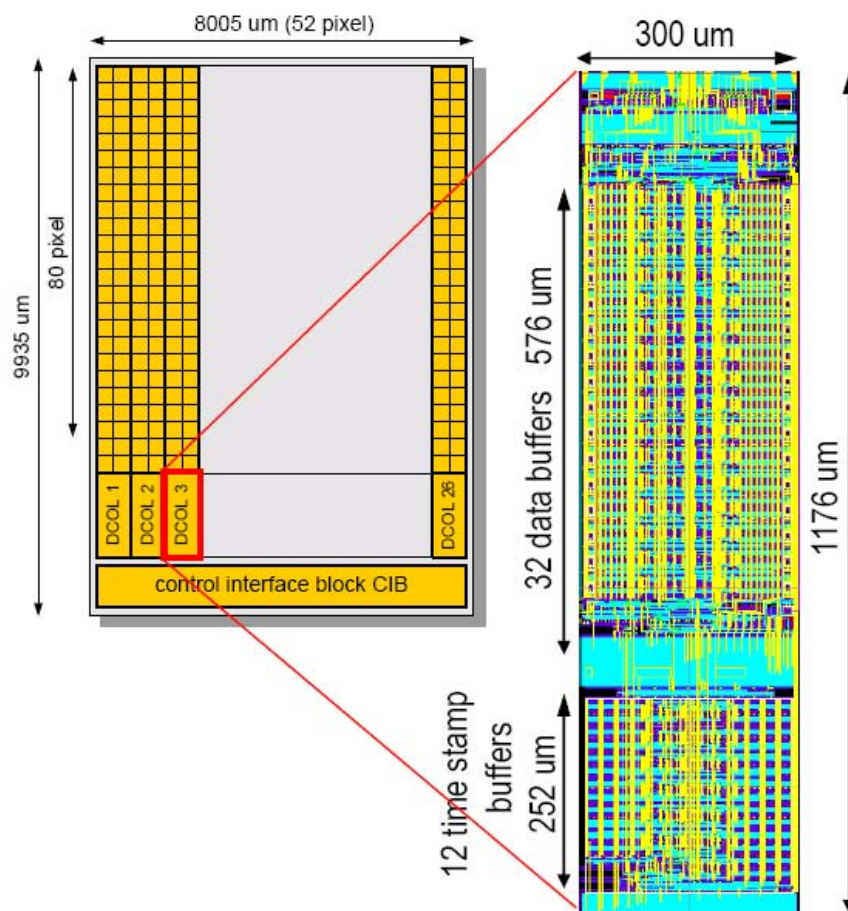 8005 um (52 pixel)
300 um
9935 um
80 pixel
DCOL 1
DCOL 2
DCOL 3
DCOL 26
control interface block CIB
32 data buffers
576 um
1176 um
12 time stamp
buffers
252 um